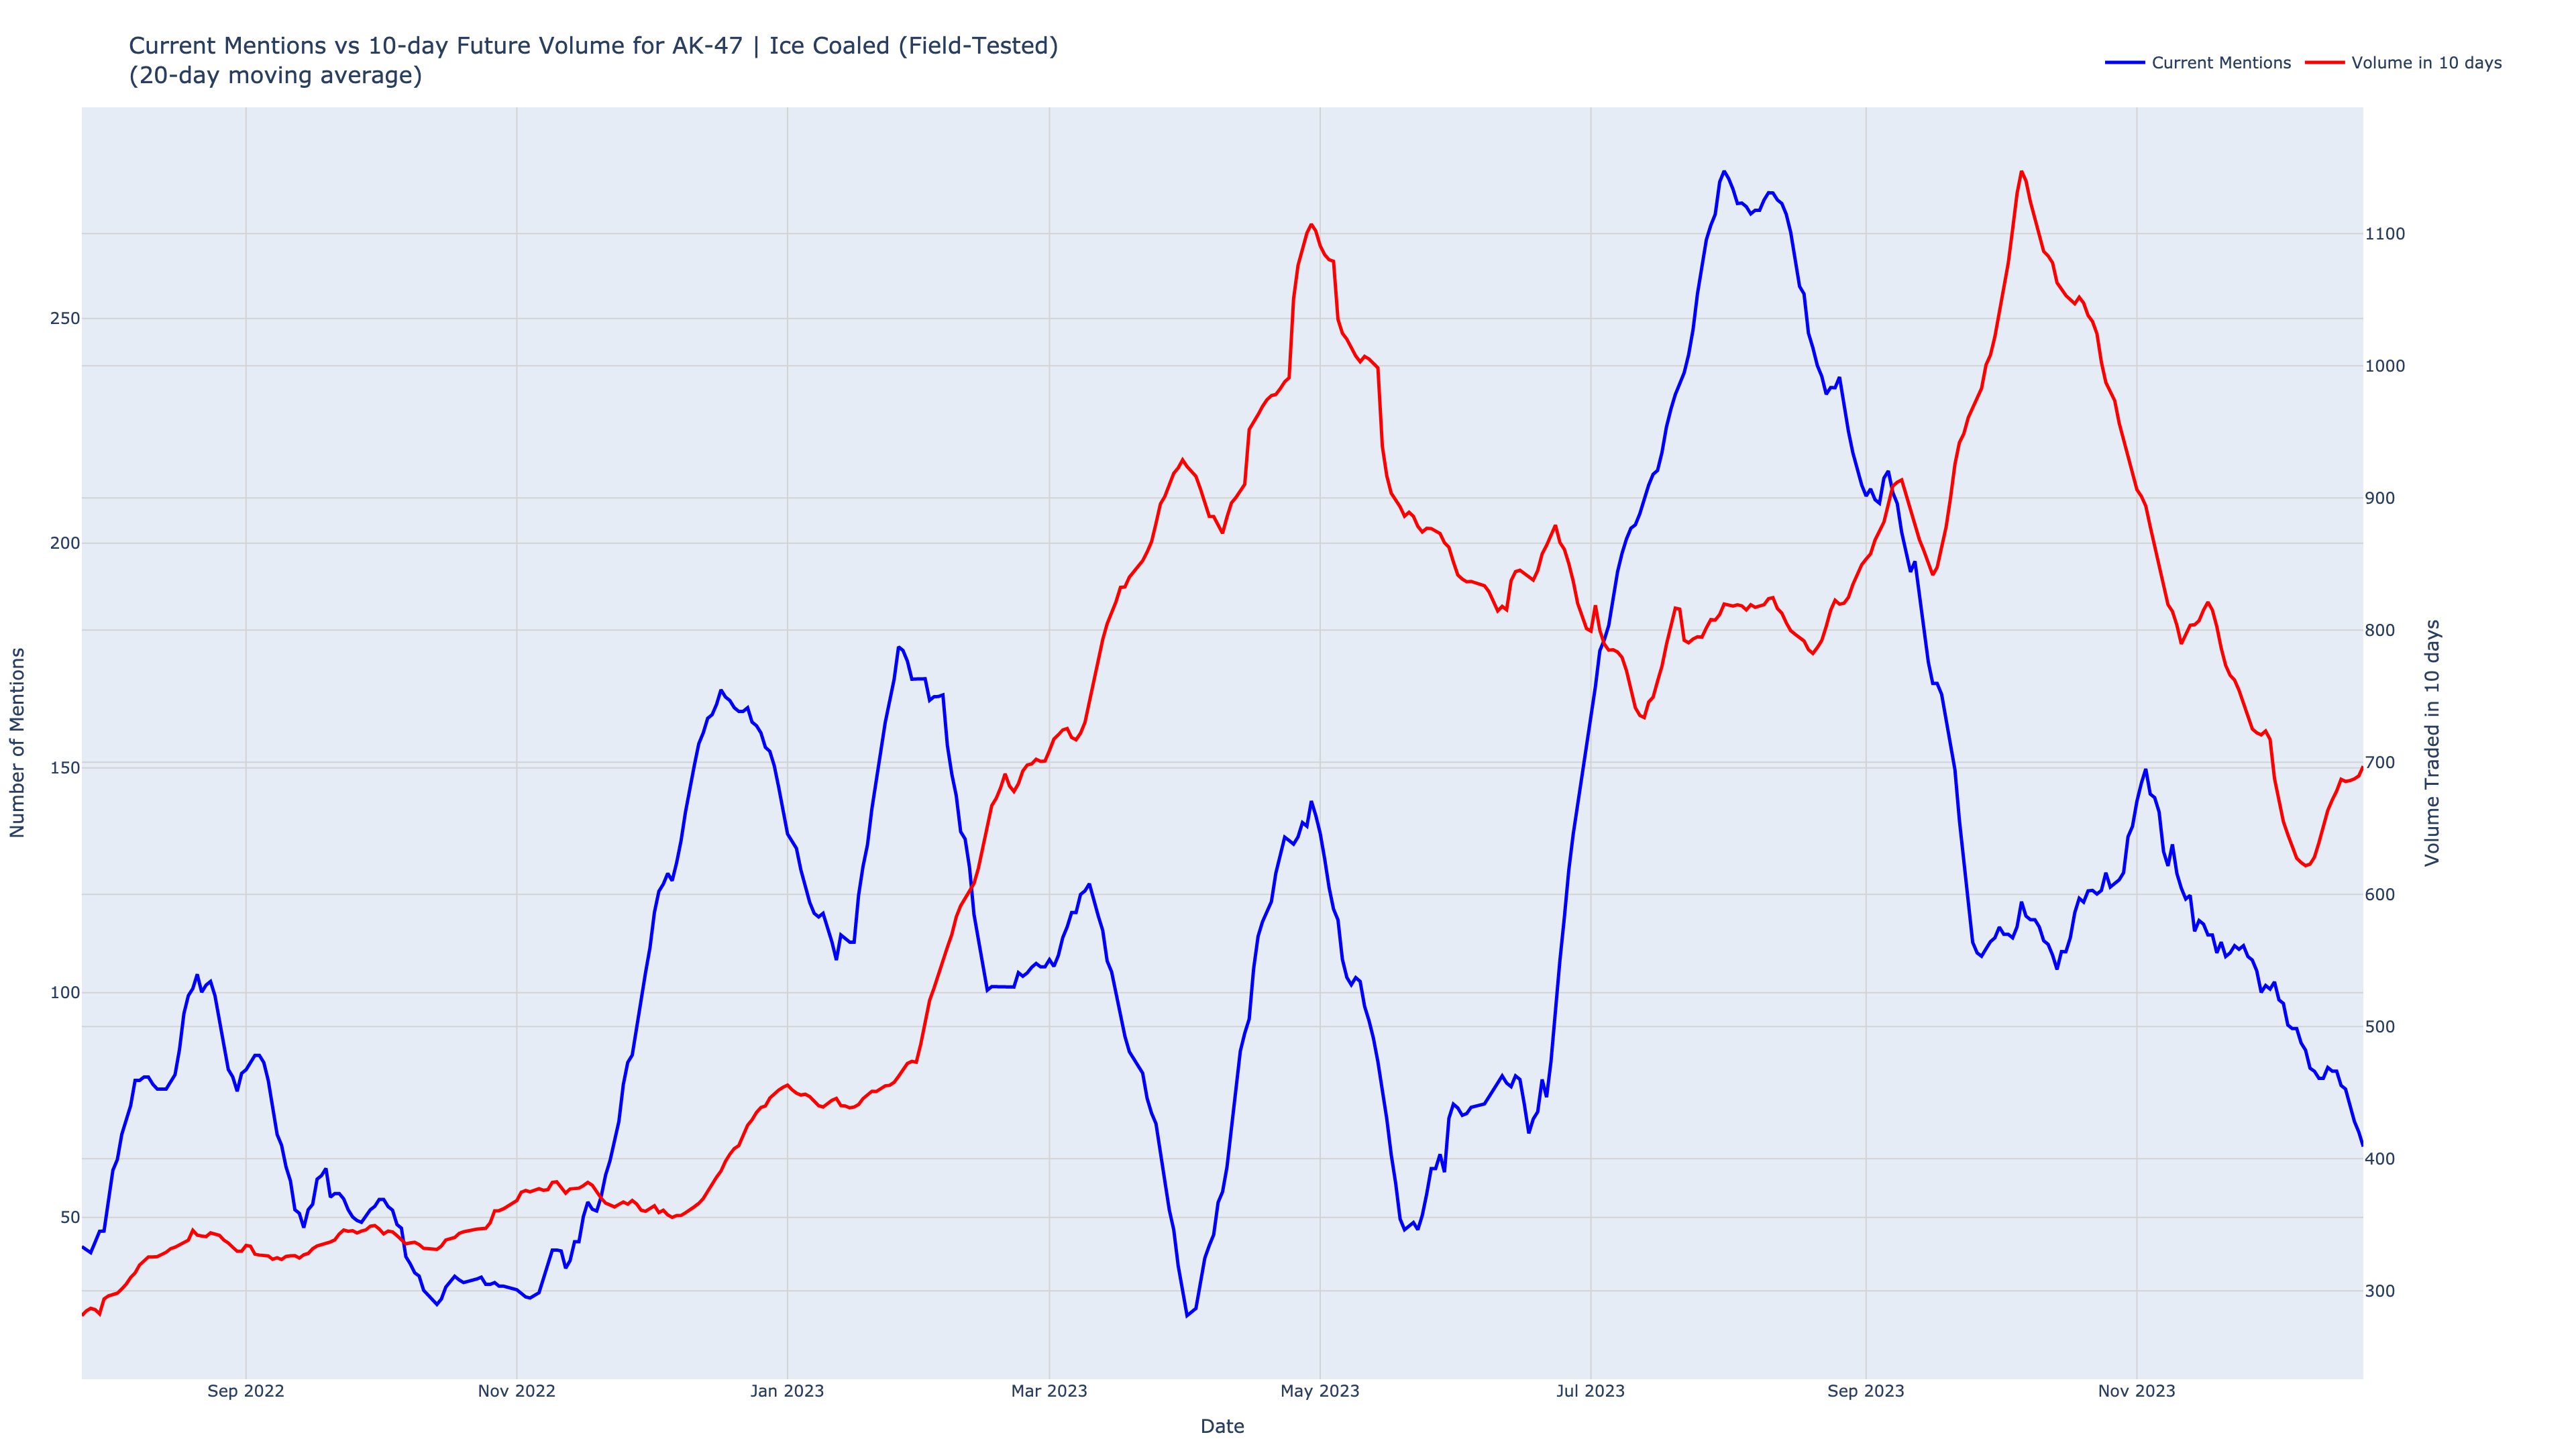 Current Mentions vs 10-day Future Volume for AK-47 | Ice Coaled (Field-Tested)
(20-day moving average)
Current Mentions
Volume in 10 days
Number of Mentions
250
200
150
100
50
1100
1000
900
800
700
600
500
400
300
Volume Traded in 10 days
Sep 2022
Nov 2022
Jan 2023
Mar 2023
May 2023
Jul 2023
Sep 2023
Nov 2023
Date